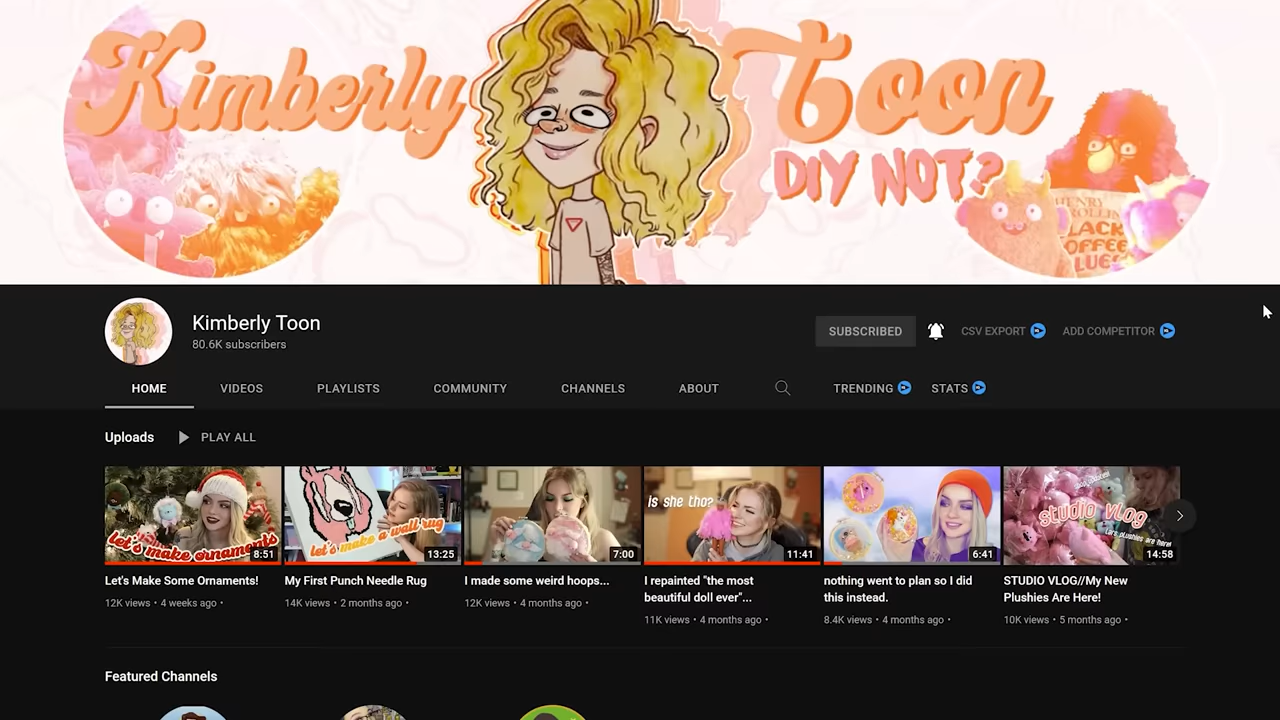 Kimberly Toon
DIY NOT?
HENRY
ROLLINS
BLACK
COFFEE
BLUES
Kimberly Toon
80.6K subscribers
SUBSCRIBED
CSV EXPORT
ADD COMPETITOR
HOME
VIDEOS
PLAYLISTS
COMMUNITY
CHANNELS
ABOUT
TRENDING
STATS
Uploads
PLAY ALL
let's make ornaments
8:51
let's make a wall rug
13:25
7:00
is she tho?
11:41
6:41
studio vlog
14:58
Let's Make Some Ornaments!
12K views • 4 weeks ago •
My First Punch Needle Rug
14K views • 2 months ago •
I made some weird hoops...
12K views • 4 months ago •
I repainted "the most
beautiful doll ever"...
11K views • 4 months ago •
nothing went to plan so I did
this instead.
8.4K views • 4 months ago •
STUDIO VLOG//My New
Plushies Are Here!
10K views • 5 months ago •
Featured Channels